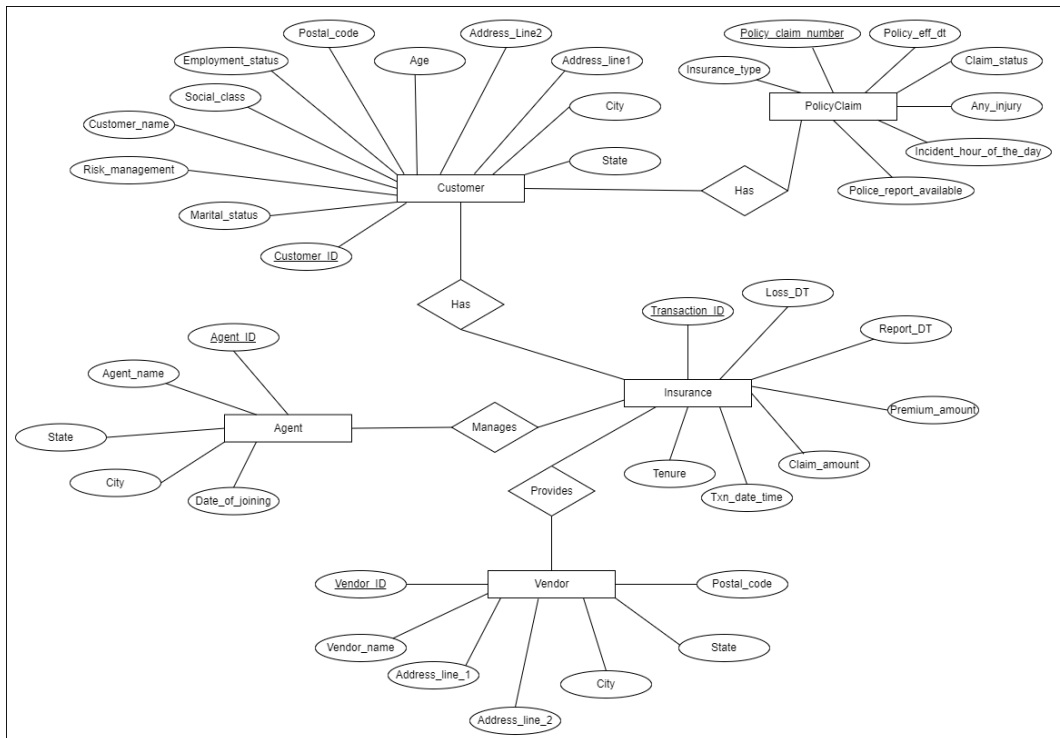 Postal_code
Address_Line2
Employment_status
Age
Address_line1
Social_class
City
Customer_name
State
Risk_management
Customer
Marital_status
Customer_ID
Has
Policy_claim_number
Policy_eff_dt
Insurance_type
Claim_status
PolicyClaim
Any_injury
Incident_hour_of_the_day
Police_report_available
Has
Transaction_ID
Loss_DT
Report_DT
Insurance
Premium_amount
Claim_amount
Tenure
Txn_date_time
Agent_ID
Agent_name
State
Agent
City
Date_of_joining
Manages
Provides
Vendor_ID
Vendor
Postal_code
Vendor_name
State
Address_line_1
City
Address_line_2